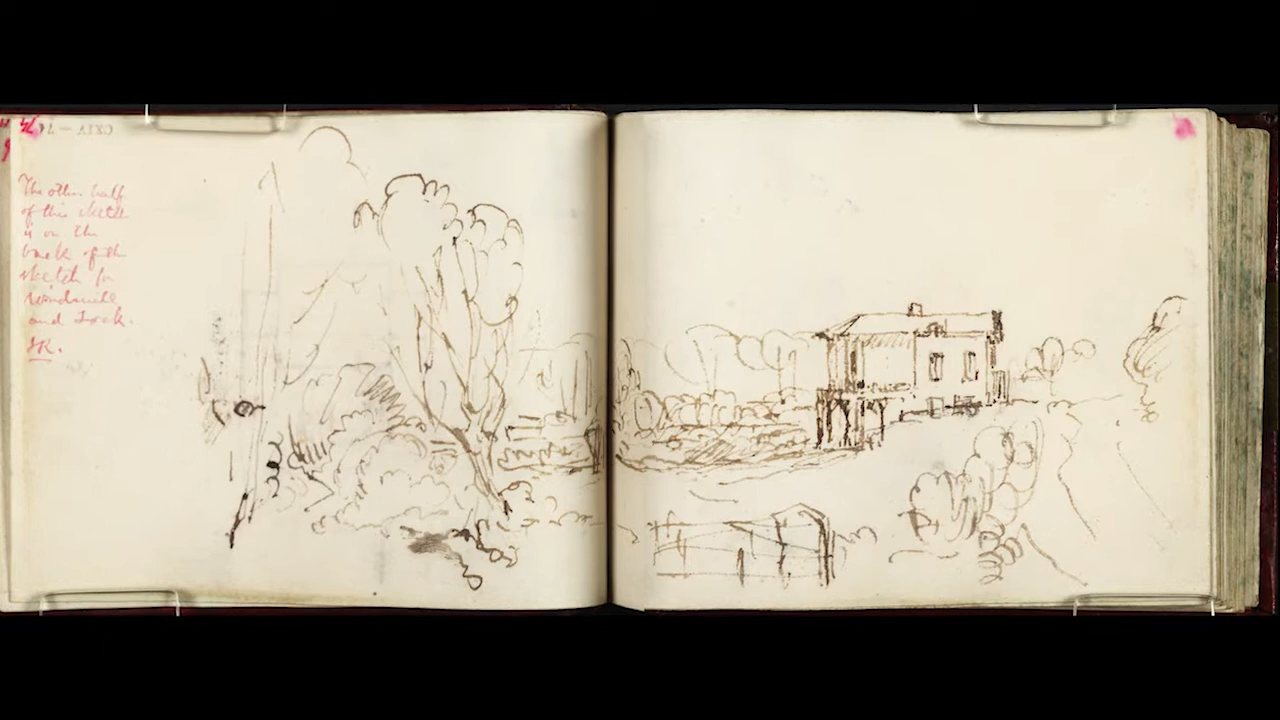 The other half
of this sketch
is on the
back of the
sketch for
Windmill
and Lock.
JR.